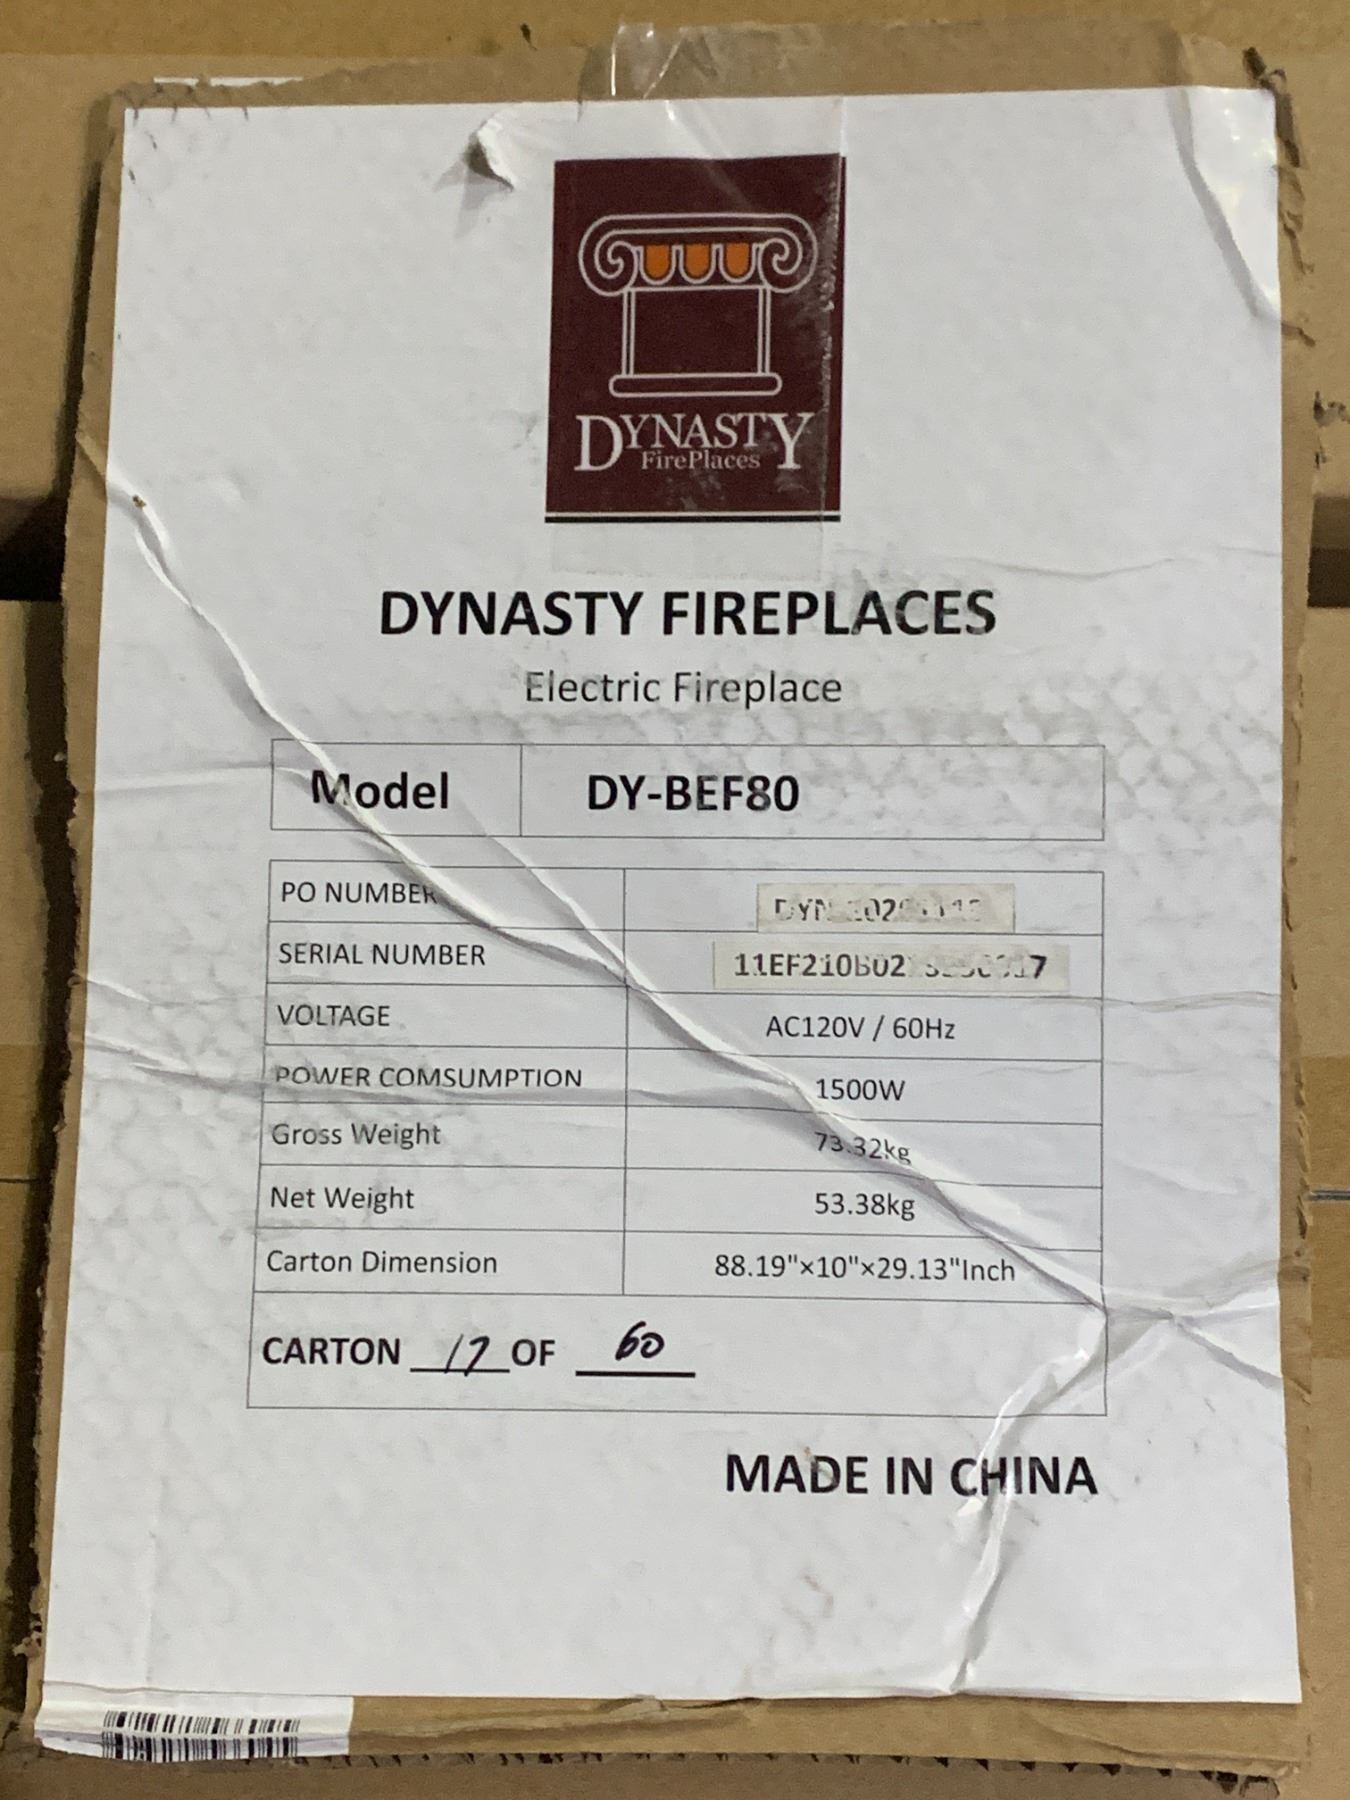 DYNASTY
FirePlaces
DYNASTY FIREPLACES
Electric Fireplace
Model DY-BEF80
PO NUMBER
SERIAL NUMBER
VOLTAGE AC120V / 60Hz
POWER COMSUMPTION 1500W
Gross Weight 73.32kg
Net Weight 53.38kg
Carton Dimension 88.19"×10"×29.13"Inch
CARTON 17 OF 60
MADE IN CHINA